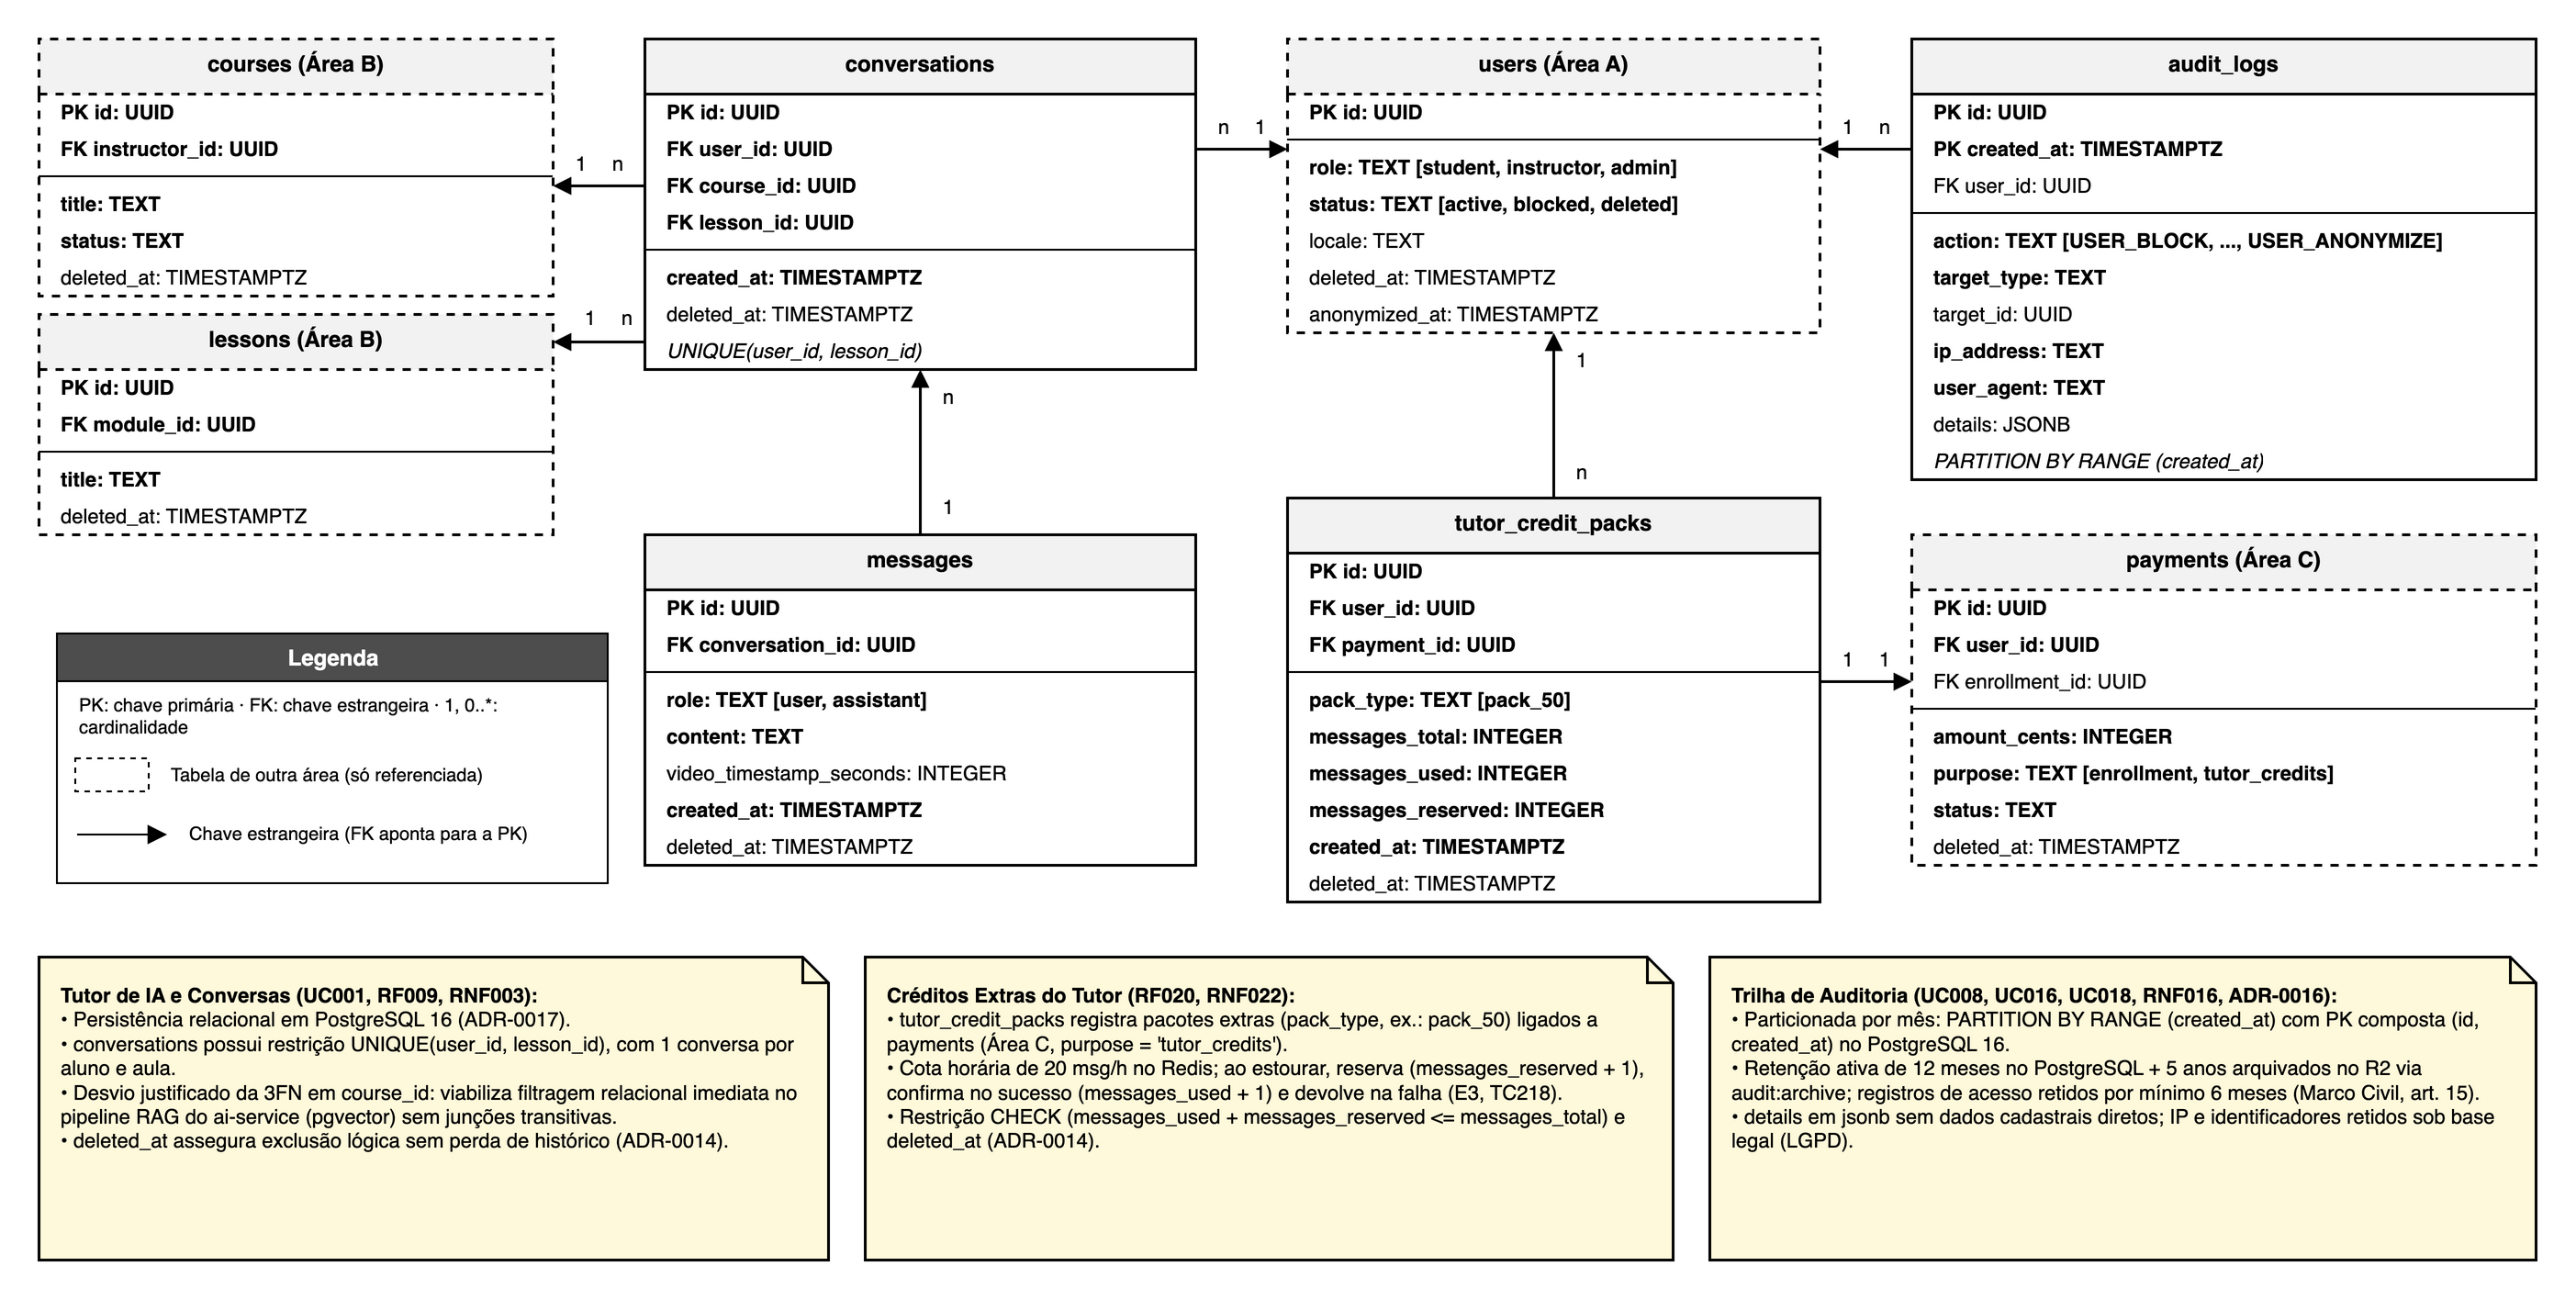 courses (Área B)
PK id: UUID
FK instructor_id: UUID
title: TEXT
status: TEXT
deleted_at: TIMESTAMPTZ
lessons (Área B)
PK id: UUID
FK module_id: UUID
title: TEXT
deleted_at: TIMESTAMPTZ
1 n
1 n
conversations
PK id: UUID
FK user_id: UUID
FK course_id: UUID
FK lesson_id: UUID
created_at: TIMESTAMPTZ
deleted_at: TIMESTAMPTZ
UNIQUE(user_id, lesson_id)
n
1
messages
PK id: UUID
FK conversation_id: UUID
role: TEXT [user, assistant]
content: TEXT
video_timestamp_seconds: INTEGER
created_at: TIMESTAMPTZ
deleted_at: TIMESTAMPTZ
n 1
users (Área A)
PK id: UUID
role: TEXT [student, instructor, admin]
status: TEXT [active, blocked, deleted]
locale: TEXT
deleted_at: TIMESTAMPTZ
anonymized_at: TIMESTAMPTZ
1
n
tutor_credit_packs
PK id: UUID
FK user_id: UUID
FK payment_id: UUID
pack_type: TEXT [pack_50]
messages_total: INTEGER
messages_used: INTEGER
messages_reserved: INTEGER
created_at: TIMESTAMPTZ
deleted_at: TIMESTAMPTZ
1 n
audit_logs
PK id: UUID
PK created_at: TIMESTAMPTZ
FK user_id: UUID
action: TEXT [USER_BLOCK, ..., USER_ANONYMIZE]
target_type: TEXT
target_id: UUID
ip_address: TEXT
user_agent: TEXT
details: JSONB
PARTITION BY RANGE (created_at)
1 1
payments (Área C)
PK id: UUID
FK user_id: UUID
FK enrollment_id: UUID
amount_cents: INTEGER
purpose: TEXT [enrollment, tutor_credits]
status: TEXT
deleted_at: TIMESTAMPTZ
Legenda
PK: chave primária · FK: chave estrangeira · 1, 0..*:
cardinalidade
Tabela de outra área (só referenciada)
Chave estrangeira (FK aponta para a PK)
Tutor de IA e Conversas (UC001, RF009, RNF003):
• Persistência relacional em PostgreSQL 16 (ADR-0017).
• conversations possui restrição UNIQUE(user_id, lesson_id), com 1 conversa por
aluno e aula.
• Desvio justificado da 3FN em course_id: viabiliza filtragem relacional imediata no
pipeline RAG do ai-service (pgvector) sem junções transitivas.
• deleted_at assegura exclusão lógica sem perda de histórico (ADR-0014).
Créditos Extras do Tutor (RF020, RNF022):
• tutor_credit_packs registra pacotes extras (pack_type, ex.: pack_50) ligados a
payments (Área C, purpose = 'tutor_credits').
• Cota horária de 20 msg/h no Redis; ao estourar, reserva (messages_reserved + 1),
confirma no sucesso (messages_used + 1) e devolve na falha (E3, TC218).
• Restrição CHECK (messages_used + messages_reserved <= messages_total) e
deleted_at (ADR-0014).
Trilha de Auditoria (UC008, UC016, UC018, RNF016, ADR-0016):
• Particionada por mês: PARTITION BY RANGE (created_at) com PK composta (id,
created_at) no PostgreSQL 16.
• Retenção ativa de 12 meses no PostgreSQL + 5 anos arquivados no R2 via
audit:archive; registros de acesso retidos por mínimo 6 meses (Marco Civil, art. 15).
• details em jsonb sem dados cadastrais diretos; IP e identificadores retidos sob base
legal (LGPD).